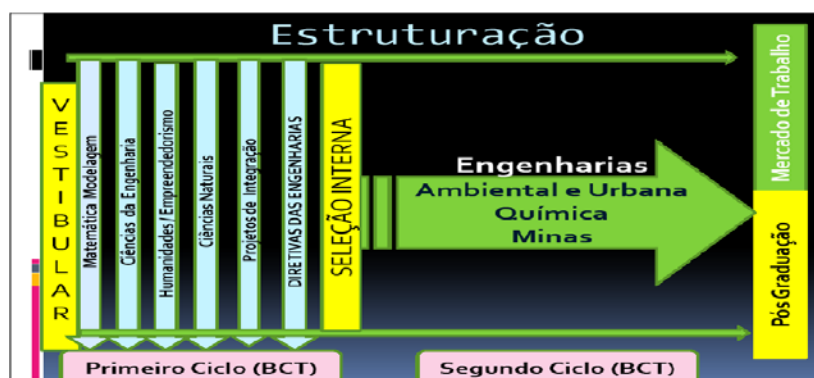 Estruturação
VESTIBULAR
Matemática Modelagem
Ciências da Engenharia
Humanidades/Empreendedorismo
Ciências Naturais
Projetos de Integração
DIRETIVAS DAS ENGENHARIAS
SELEÇÃO INTERNA
Engenharias
Ambiental e Urbana
Química
Minas
Mercado de Trabalho
Pós Graduação
Primeiro Ciclo (BCT)
Segundo Ciclo (BCT)